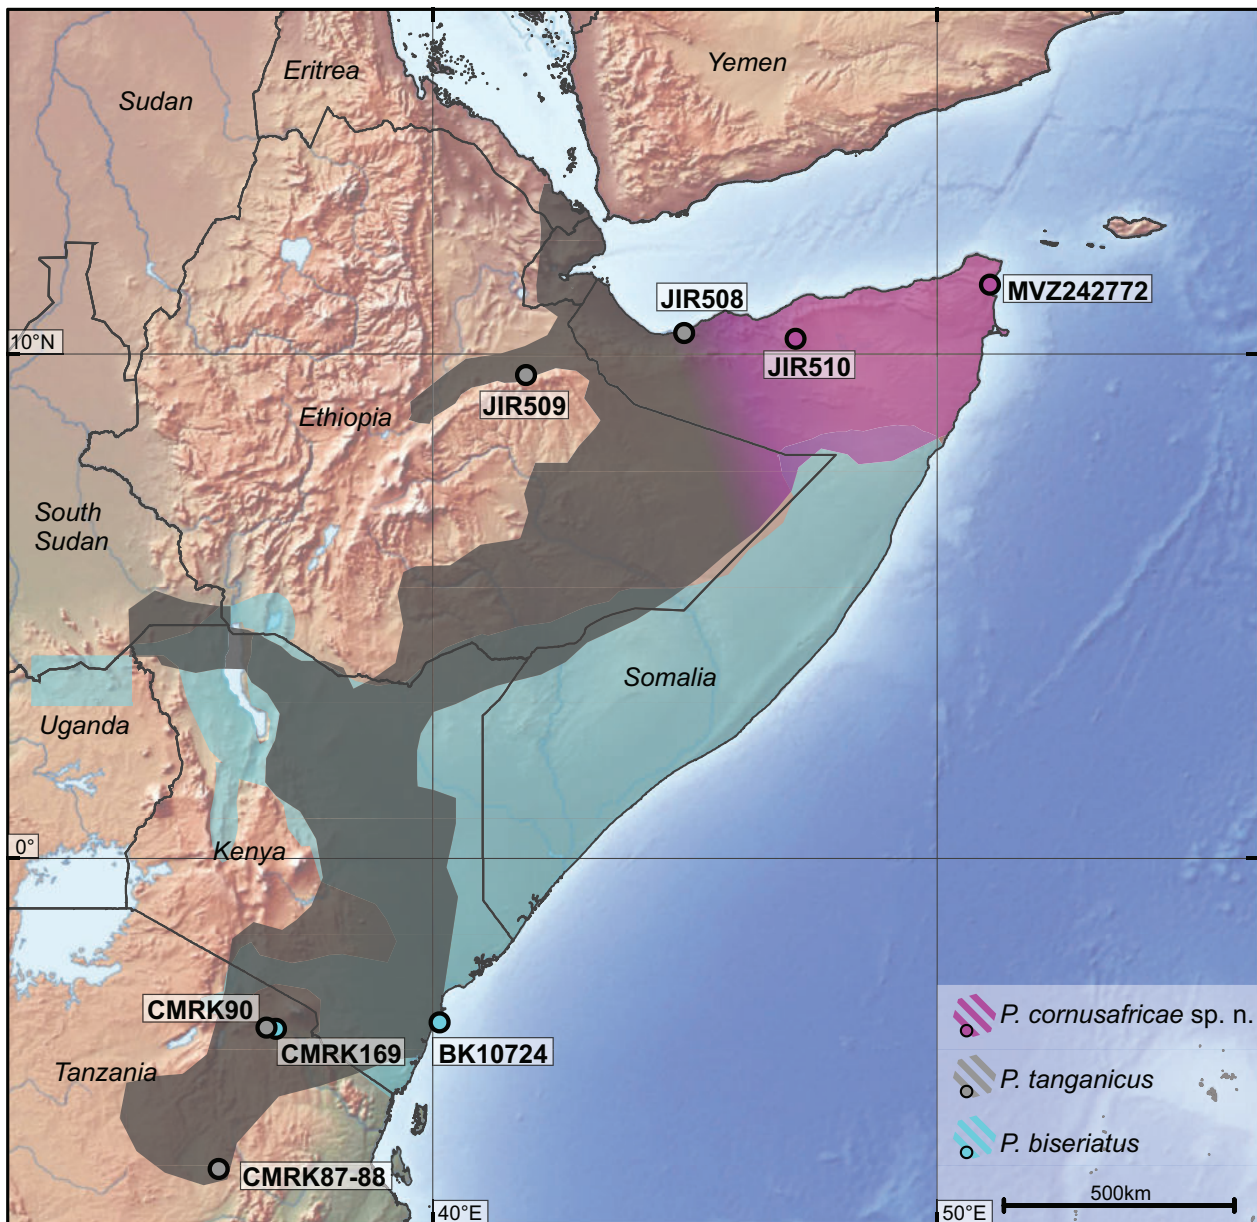 Eritrea
Yemen
Sudan
MVZ242772
JIR508
10°N
JIR510
JIR509
Ethiopia
South
Sudan
Somalia
Uganda
0°
Kenya
CMRK90
CMRK169
BK10724
Tanzania
CMRK87-88
P. cornusafricae sp. n.
P. tanganicus
P. biseriatus
500km
40°E
50°E